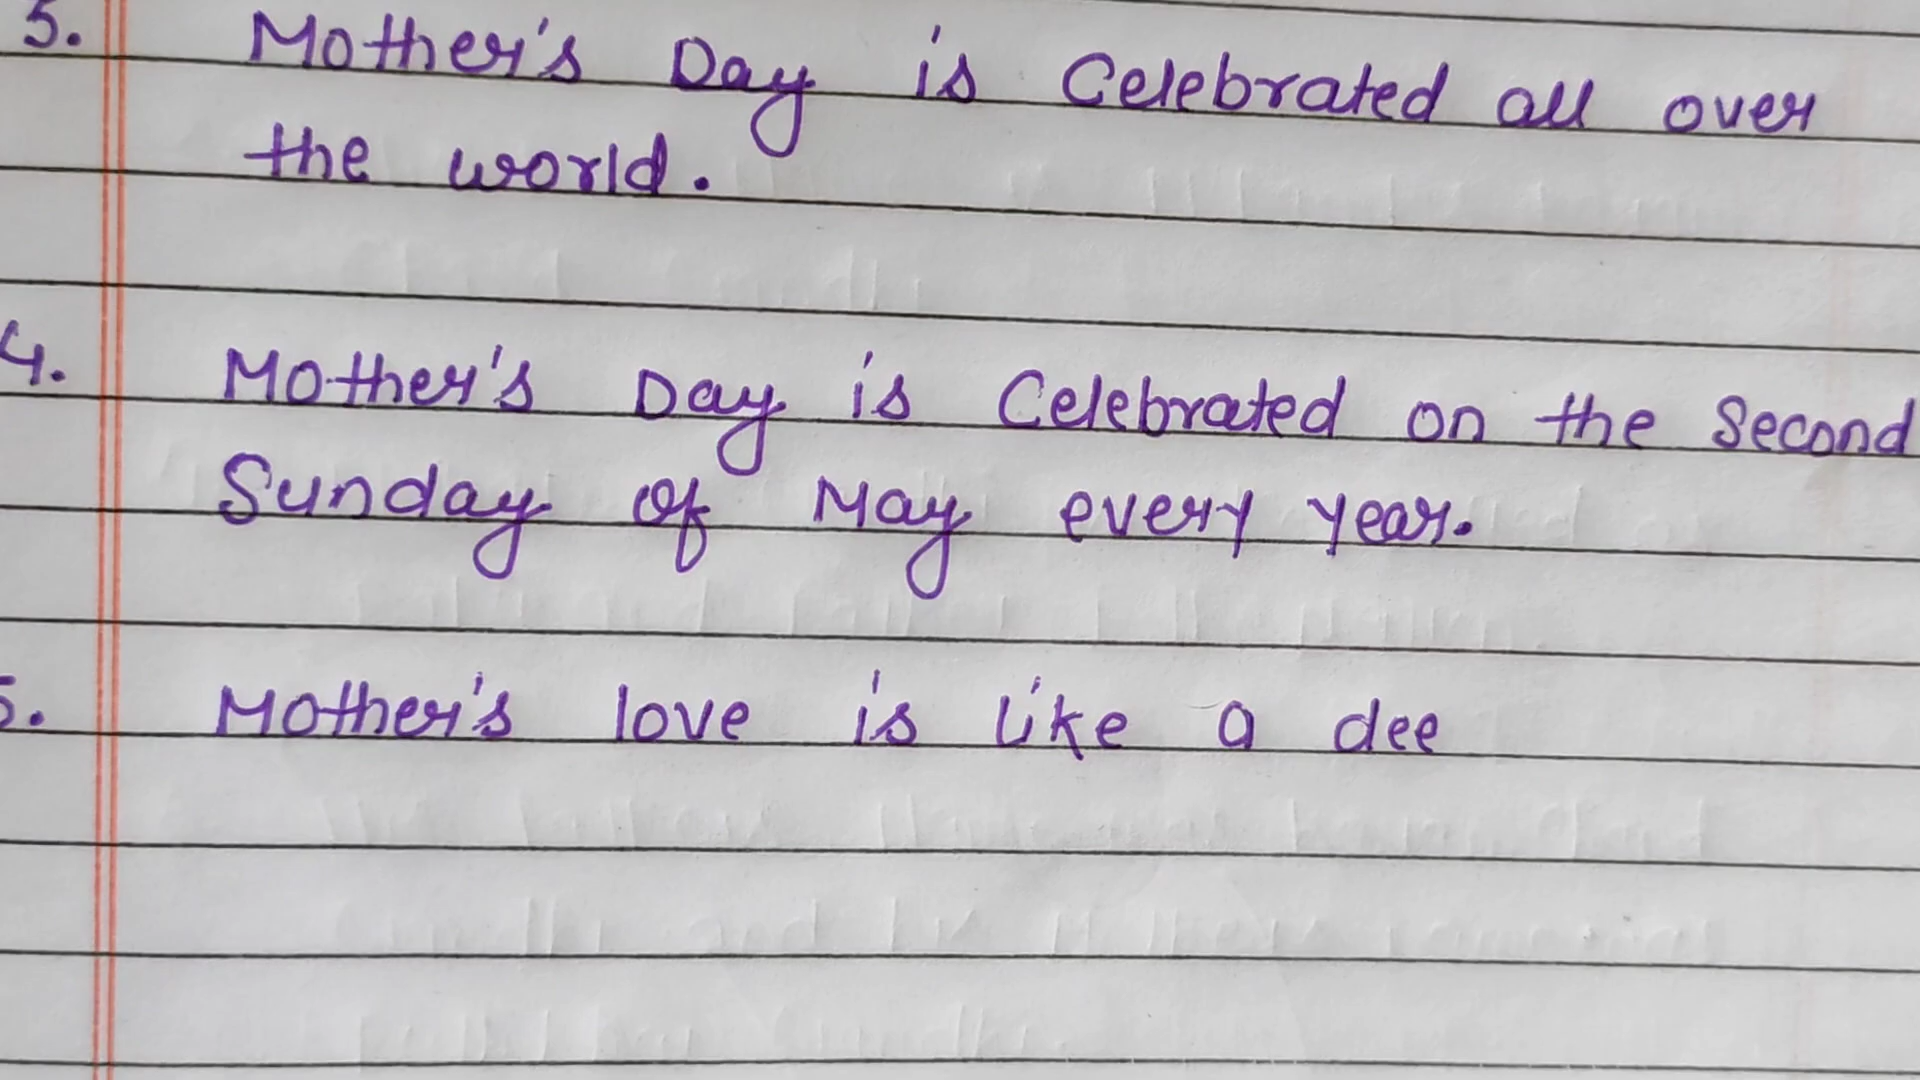 3. Mother's Day is Celebrated all over
the world.
4. Mother's Day is Celebrated on the Second
Sunday of May every year.
5. Mother's love is like a dee